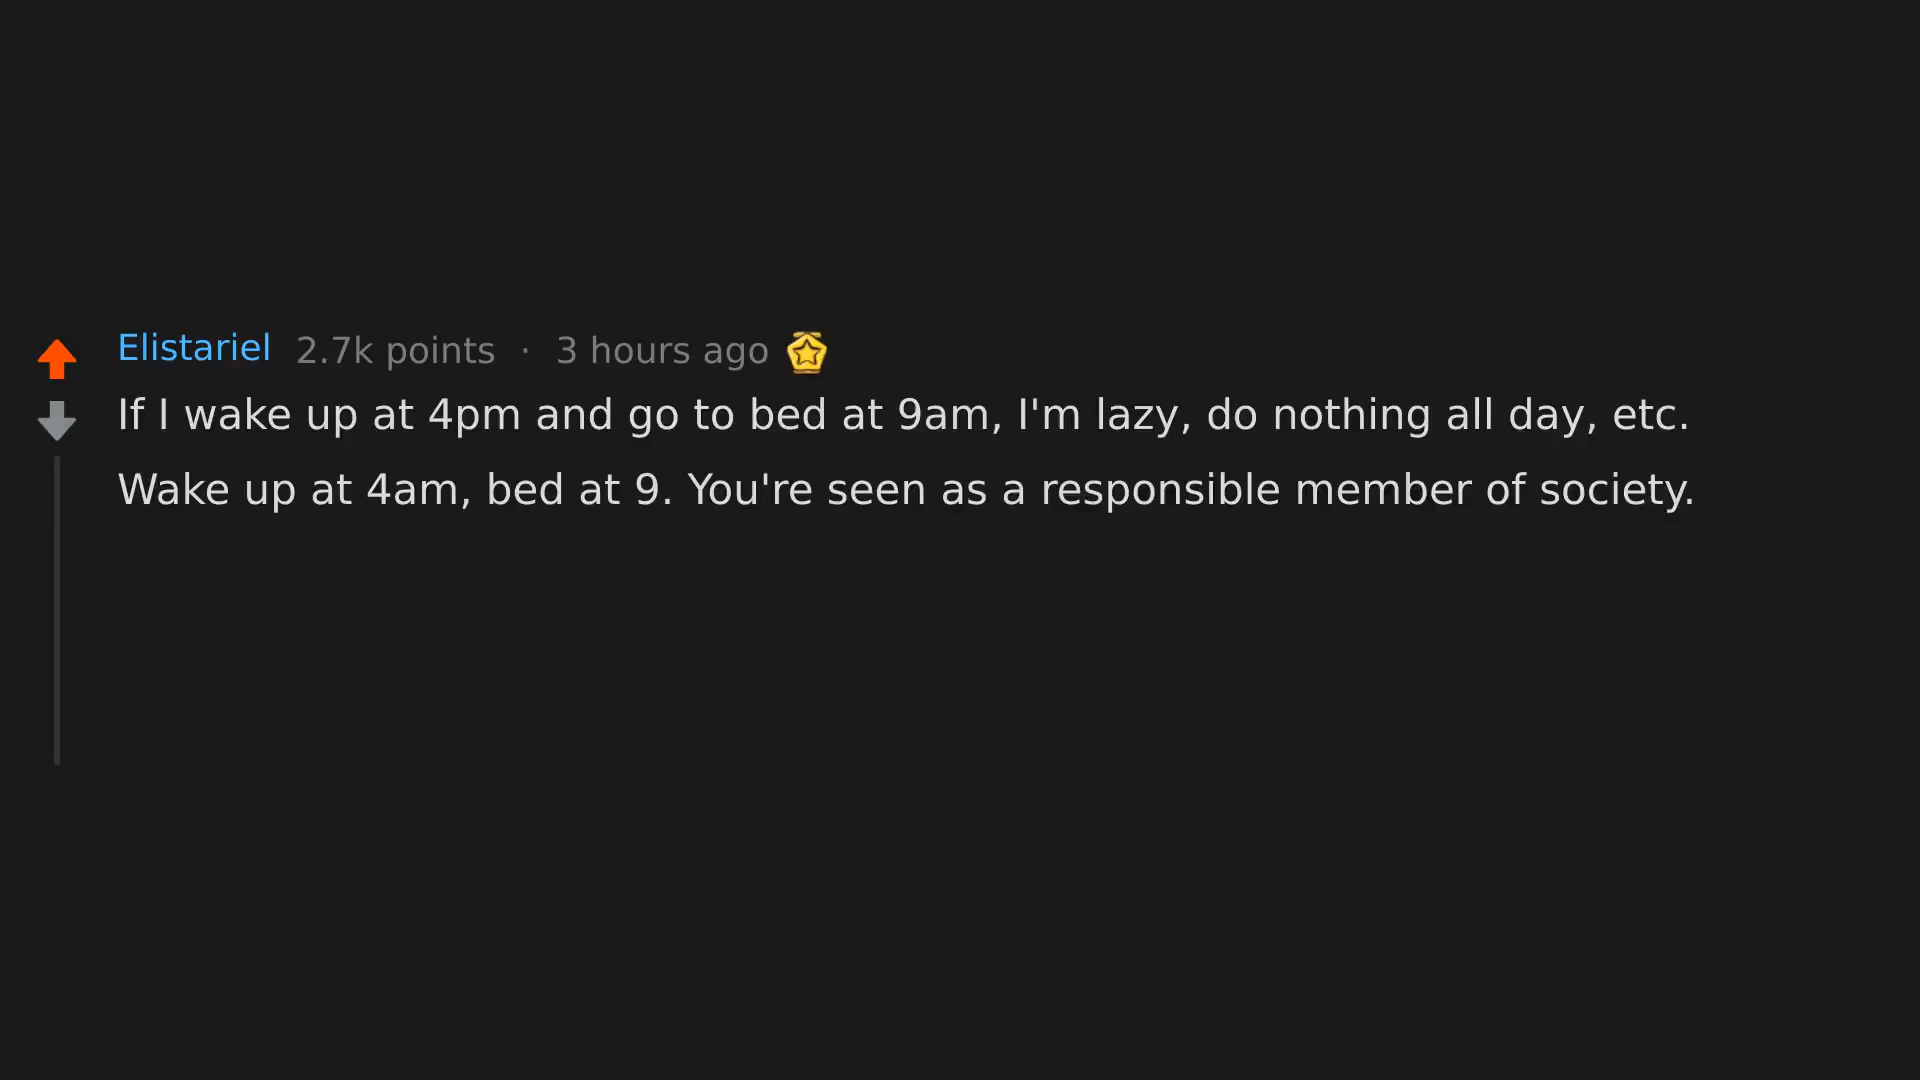 Elistariel 2.7k points · 3 hours ago
If I wake up at 4pm and go to bed at 9am, I'm lazy, do nothing all day, etc.
Wake up at 4am, bed at 9. You're seen as a responsible member of society.